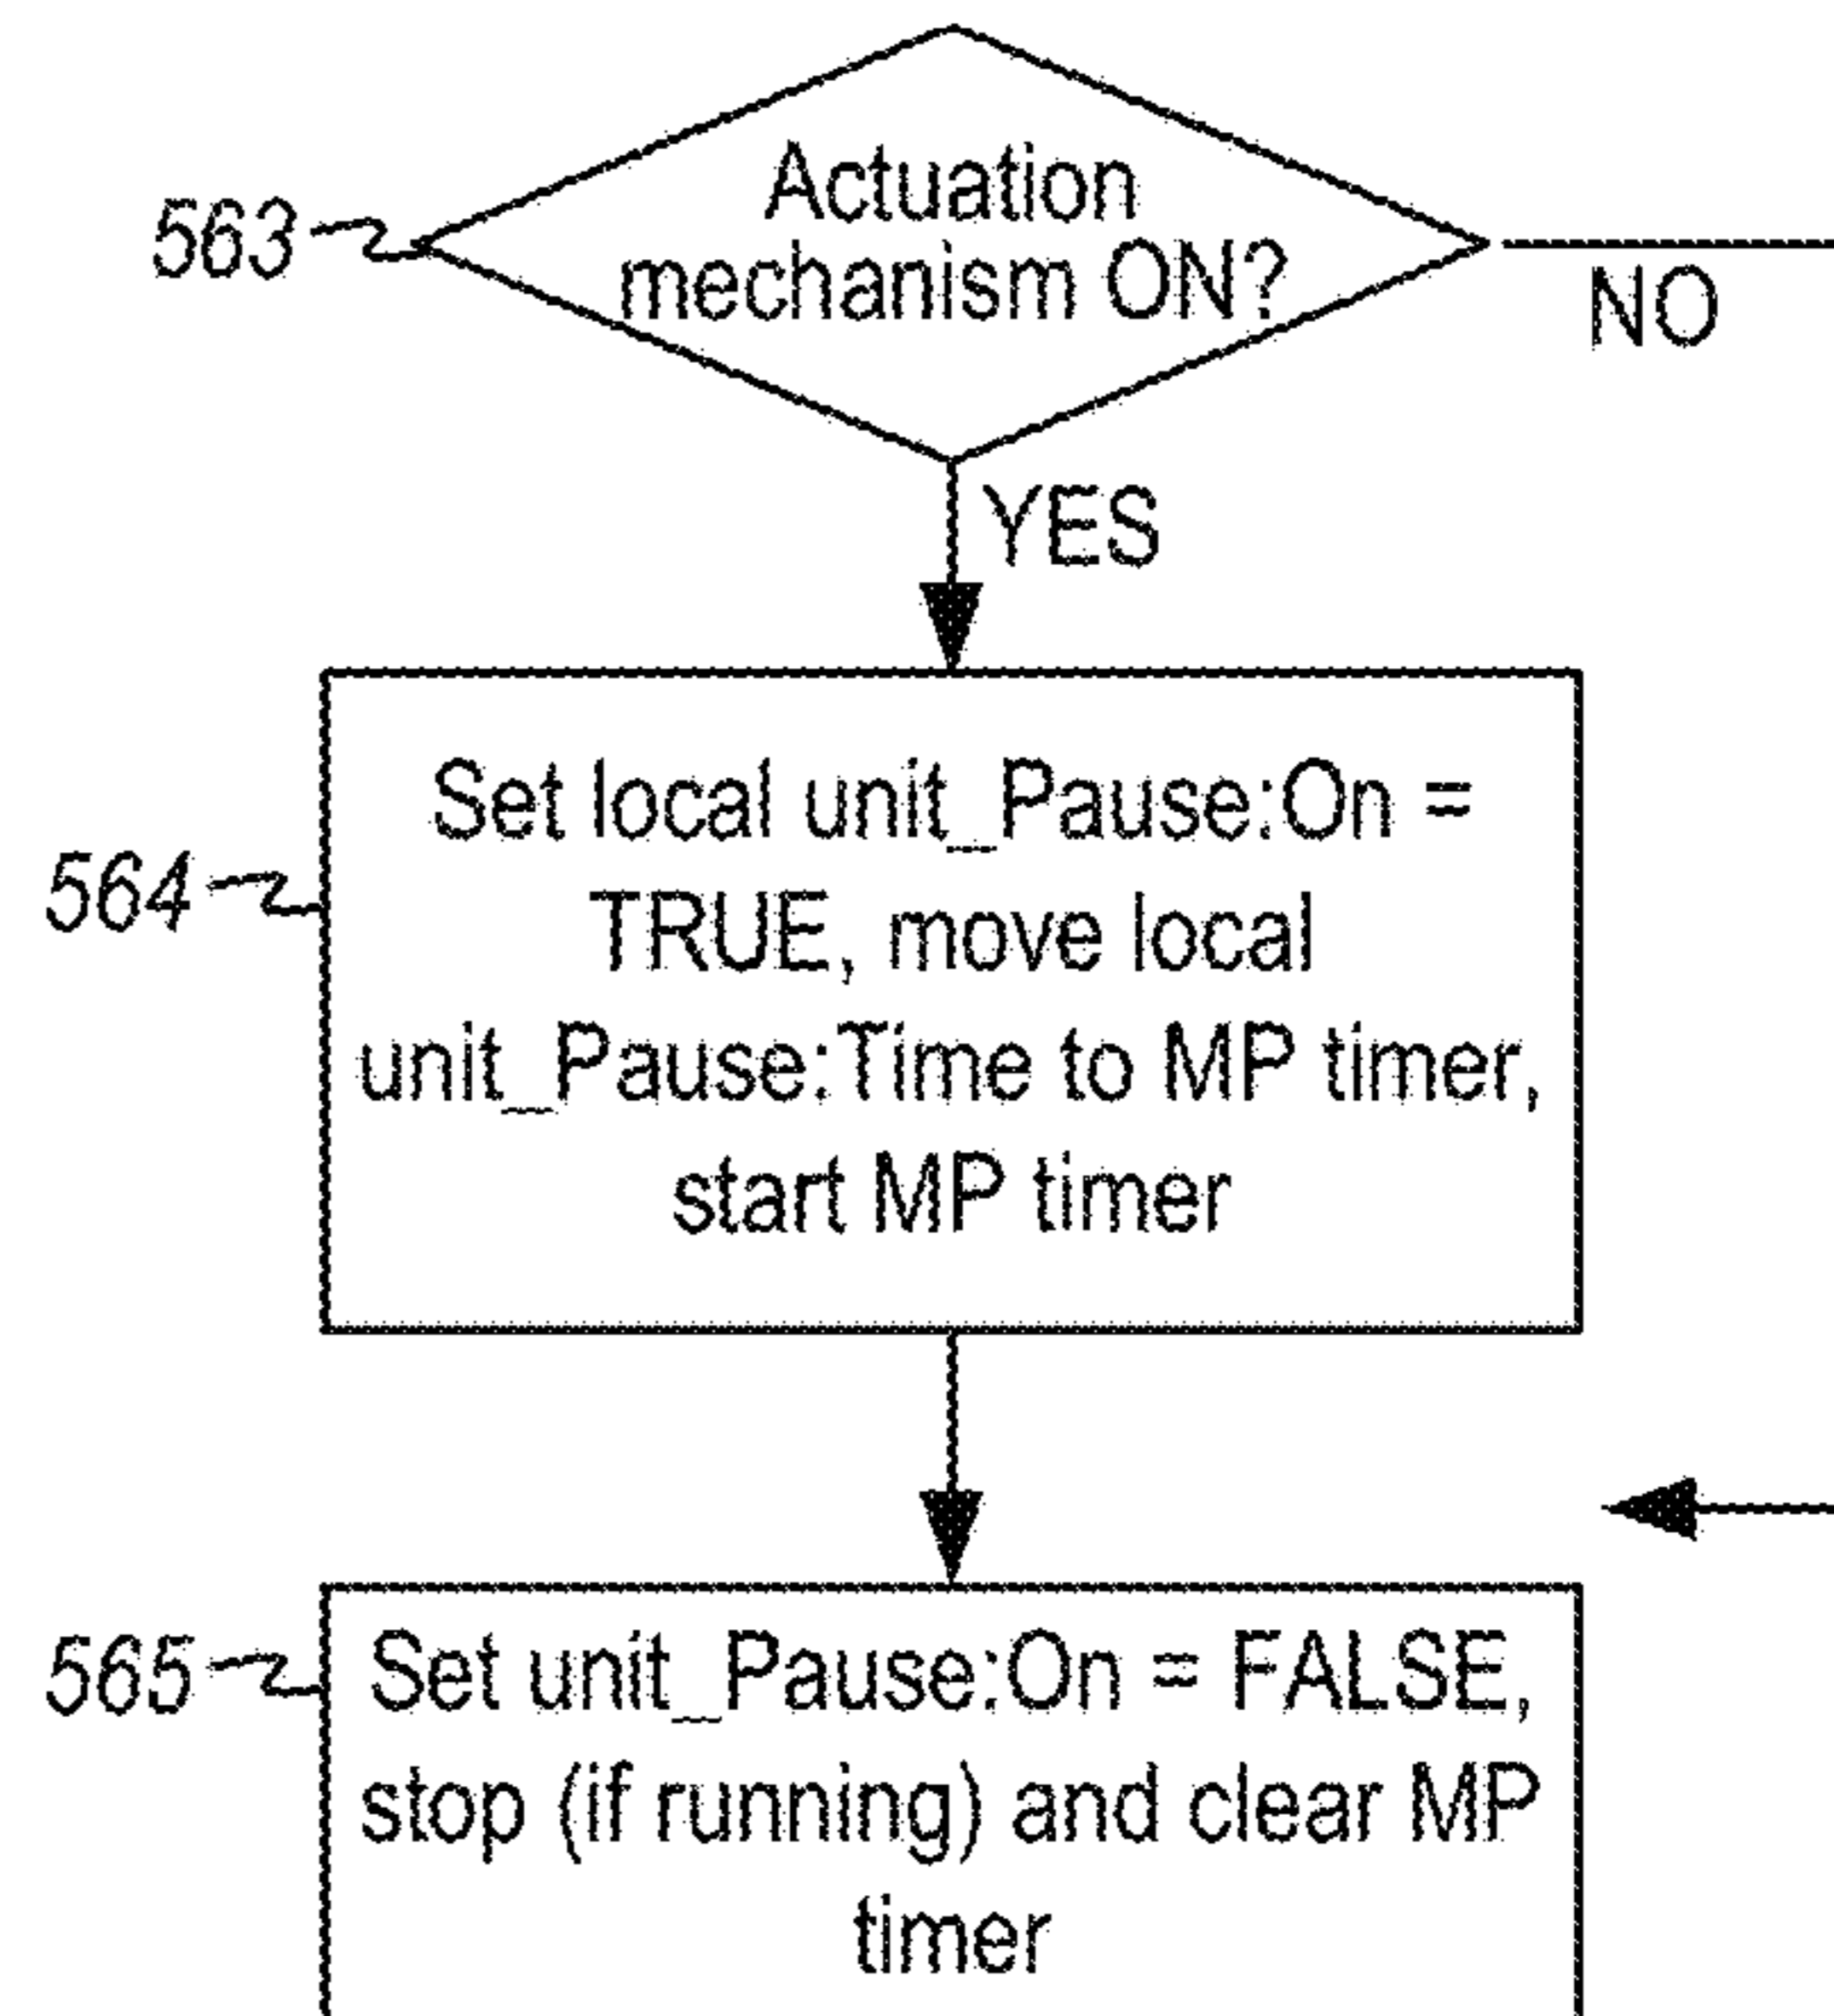 Actuation
563
mechanism ON?
NO
YES
Set local unit_Pause:On =
564
TRUE, move local
unit_Pause:Time to MP timer,
start MP timer
565
Set unit_Pause:On = FALSE,
stop (if running) and clear MP
timer